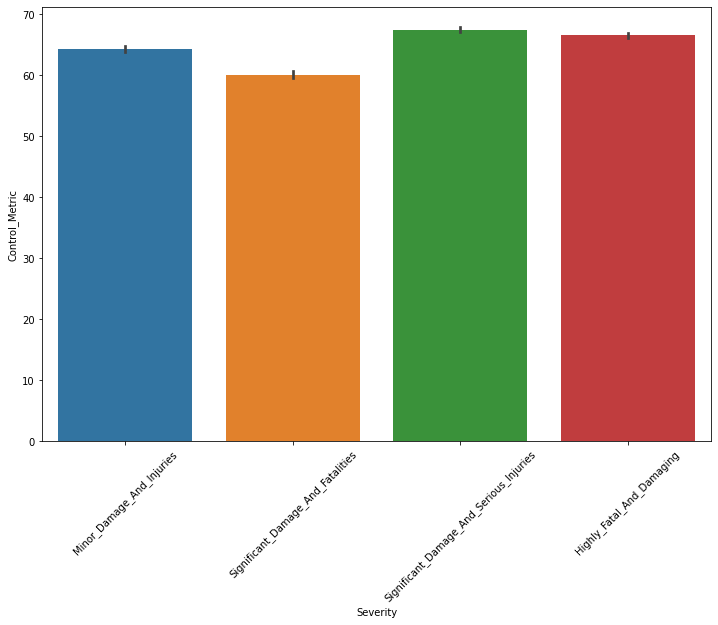 70
60
50
40
30
20
10
0
Control_Metric
Minor_Damage_And_Injuries
Significant_Damage_And_Fatalities
Significant_Damage_And_Serious_Injuries
Highly_Fatal_And_Damaging
Severity